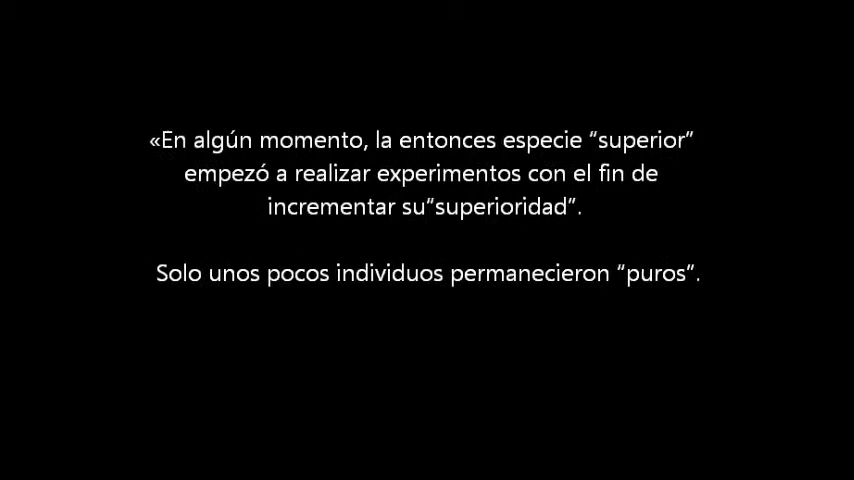 «En algún momento, la entonces especie “superior”
empezó a realizar experimentos con el fin de
incrementar su“superioridad”.
Solo unos pocos individuos permanecieron “puros”.